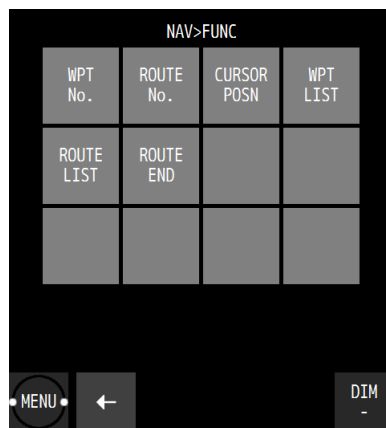 NAV>FUNC
WPT No.
ROUTE No.
CURSOR POSN
WPT LIST
ROUTE LIST
ROUTE END
MENU
←
DIM
-